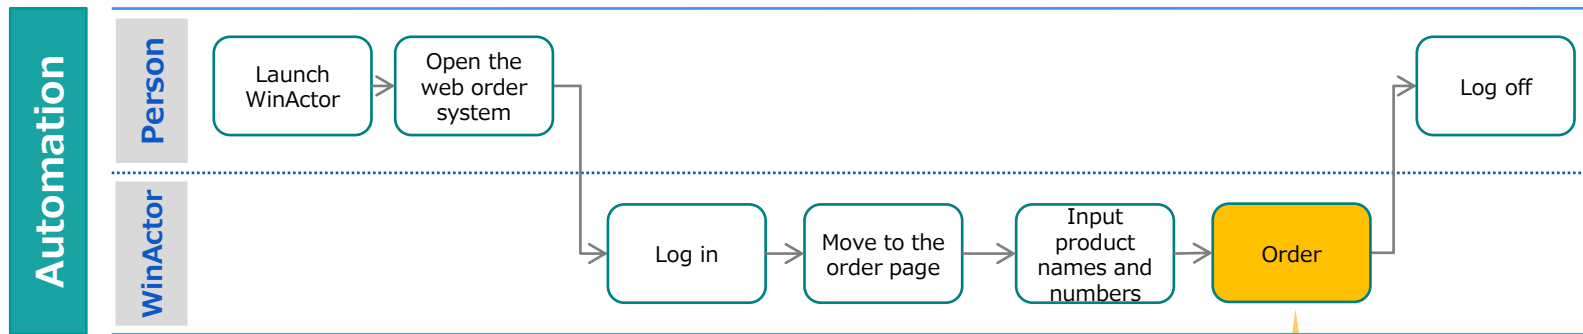 Automation
Person
Launch
WinActor
Open the
web order
system
Log off
WinActor
Log in
Move to the
order page
Input
product
names and
numbers
Order